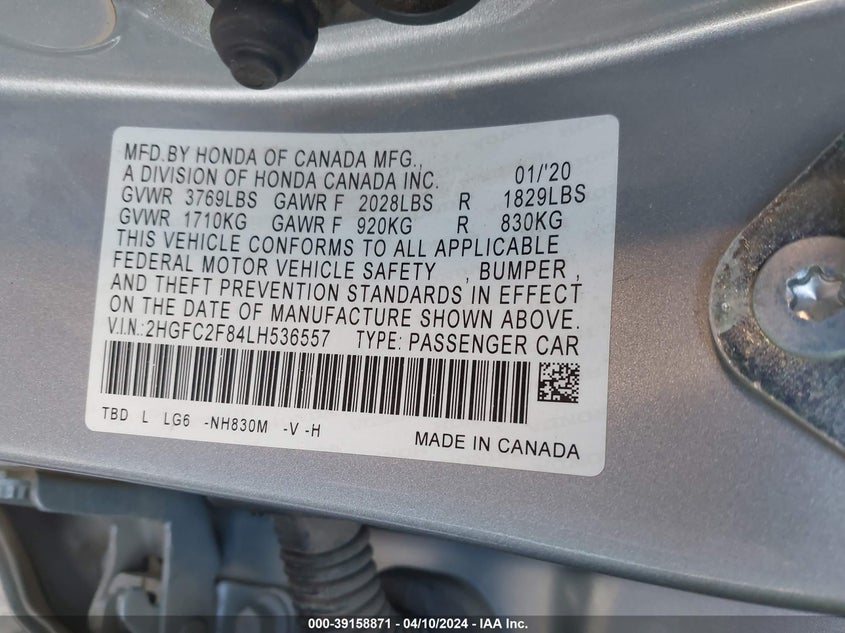 MFD.BY HONDA OF CANADA MFG.,
A DIVISION OF HONDA CANADA INC. 01/'20
GVWR 3769LBS GAWR F 2028LBS R 1829LBS
GVWR 1710KG GAWR F 920KG R 830KG
THIS VEHICLE CONFORMS TO ALL APPLICABLE
FEDERAL MOTOR VEHICLE SAFETY , BUMPER ,
AND THEFT PREVENTION STANDARDS IN EFFECT
ON THE DATE OF MANUFACTURE SHOWN ABOVE.
V.I.N.:2HGFC2F84LH536557 TYPE: PASSENGER CAR
TBD L LG6 -NH830M -V -H
MADE IN CANADA
000-39158871 - 04/10/2024 - IAA Inc.